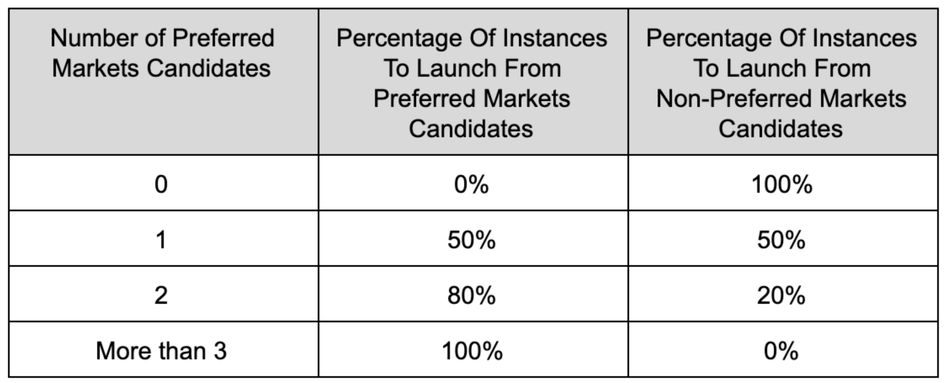 Number of Preferred
Markets Candidates
Percentage Of Instances
To Launch From
Preferred Markets
Candidates
Percentage Of Instances
To Launch From
Non-Preferred Markets
Candidates
0
0%
100%
1
50%
50%
2
80%
20%
More than 3
100%
0%